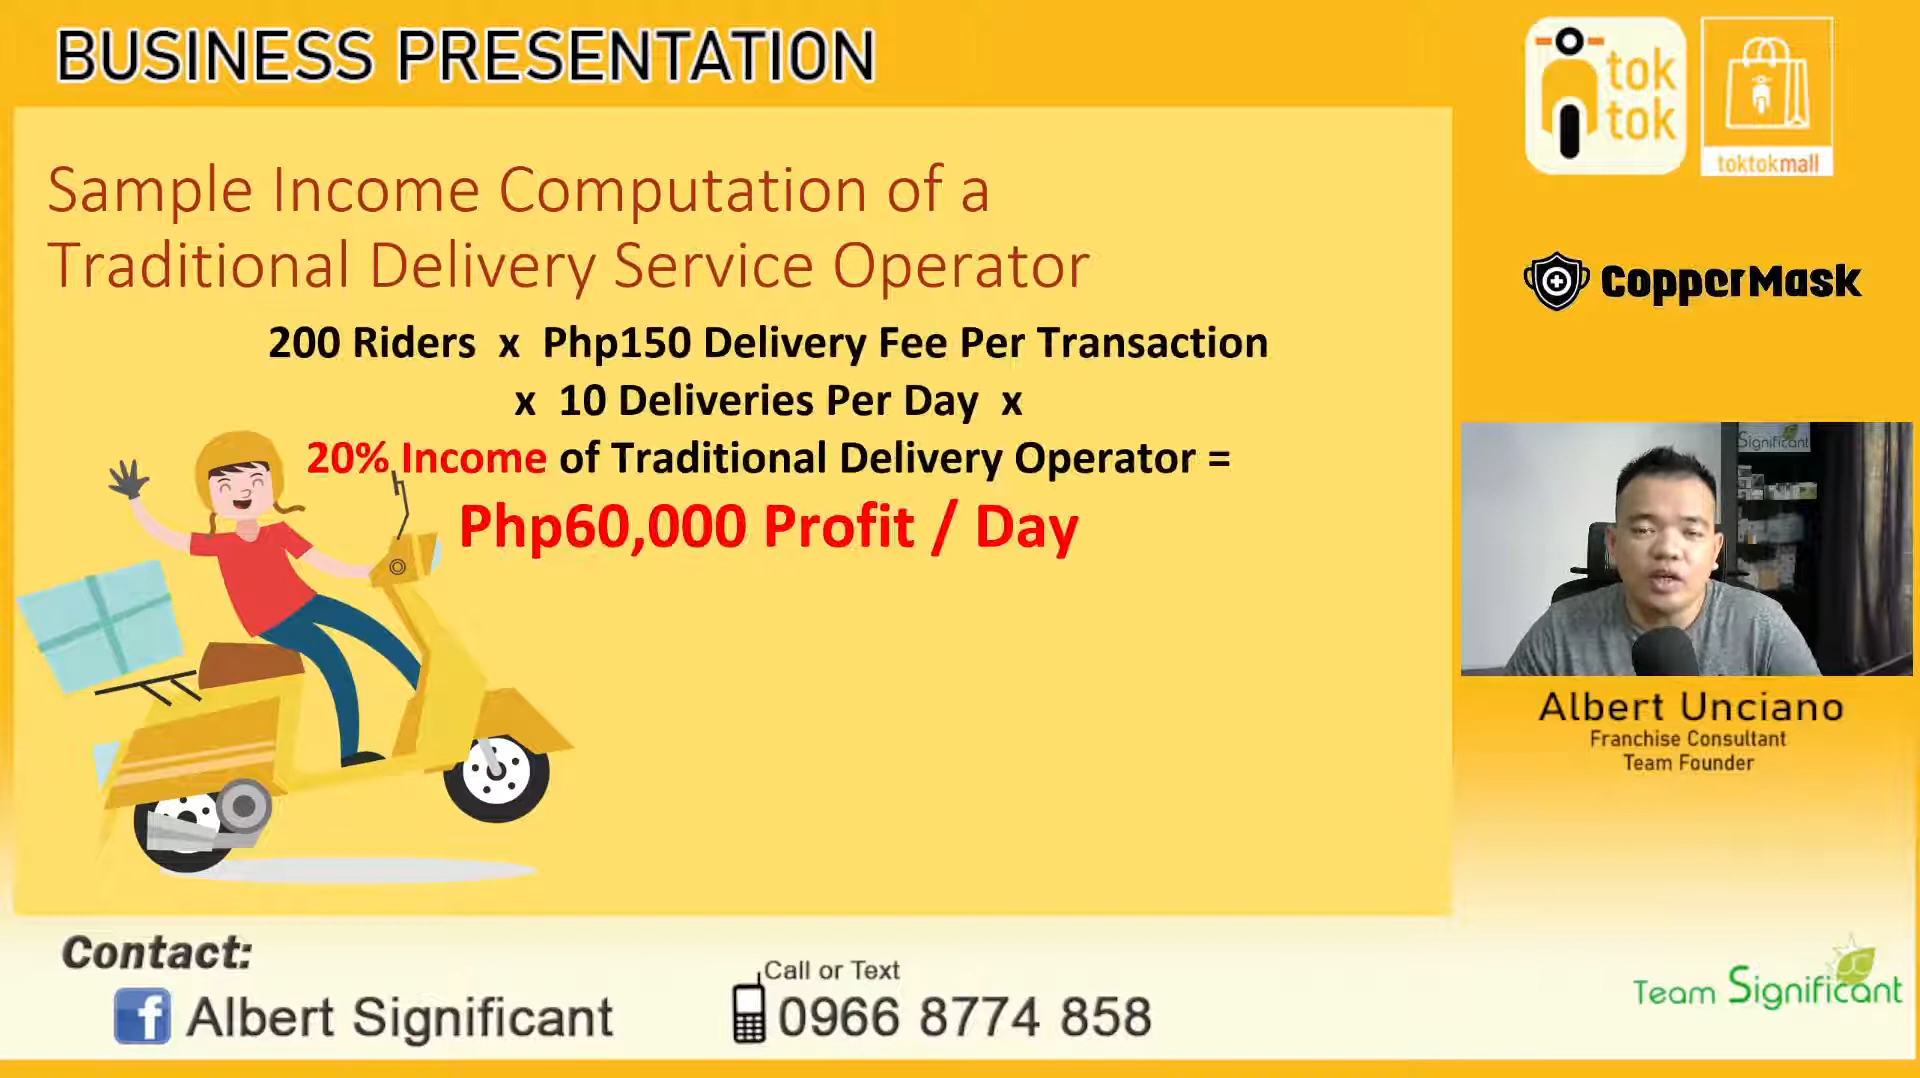 BUSINESS PRESENTATION
tok
tok
toktokmall
Sample Income Computation of a
Traditional Delivery Service Operator
CopperMask
200 Riders x Php150 Delivery Fee Per Transaction
x 10 Deliveries Per Day x
20% Income of Traditional Delivery Operator =
Php60,000 Profit / Day
Significant
Albert Unciano
Franchise Consultant
Team Founder
Contact:
f Albert Significant
Call or Text
0966 8774 858
Team Significant